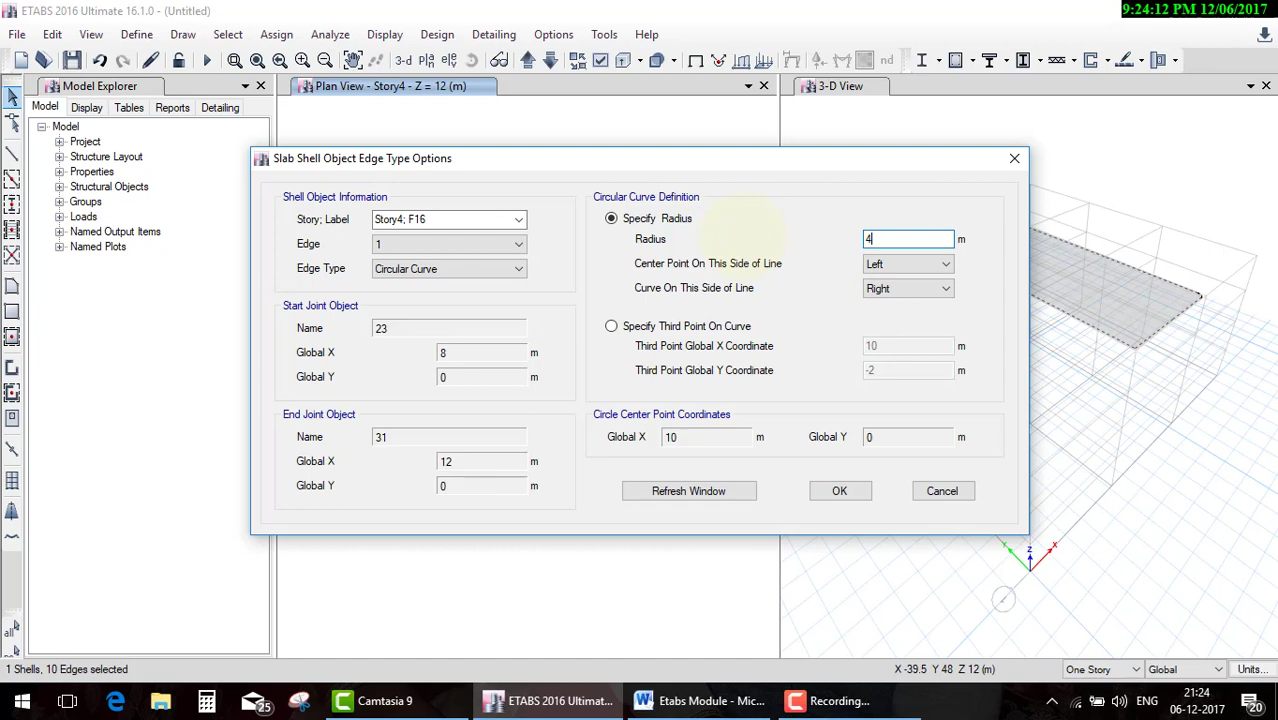 ETABS 2016 Ultimate 16.1.0 - (Untitled)
9:24:12 PM 12/06/2017
File Edit View Define Draw Select Assign Analyze Display Design Detailing Options Tools Help
3-d plª elë nd
Model Explorer
Plan View - Story4 - Z = 12 (m)
3-D View
Model Display Tables Reports Detailing
Model
Project
Structure Layout
Properties
Structural Objects
Groups
Loads
Named Output Items
Named Plots
all
Slab Shell Object Edge Type Options
Shell Object Information
Story; Label Story4; F16
Edge 1
Edge Type Circular Curve
Start Joint Object
Name 23
Global X 8 m
Global Y 0 m
End Joint Object
Name 31
Global X 12 m
Global Y 0 m
Circular Curve Definition
Specify Radius
Radius 4 m
Center Point On This Side of Line Left
Curve On This Side of Line Right
Specify Third Point On Curve
Third Point Global X Coordinate 10 m
Third Point Global Y Coordinate -2 m
Circle Center Point Coordinates
Global X 10 m Global Y 0 m
Refresh Window OK Cancel
Y Z X
1 Shells, 10 Edges selected
X -39.5 Y 48 Z 12 (m)
One Story Global Units...
25 Camtasia 9 ETABS 2016 Ultimat... Etabs Module - Mic... Recording...
ENG 21:24
06-12-2017 20